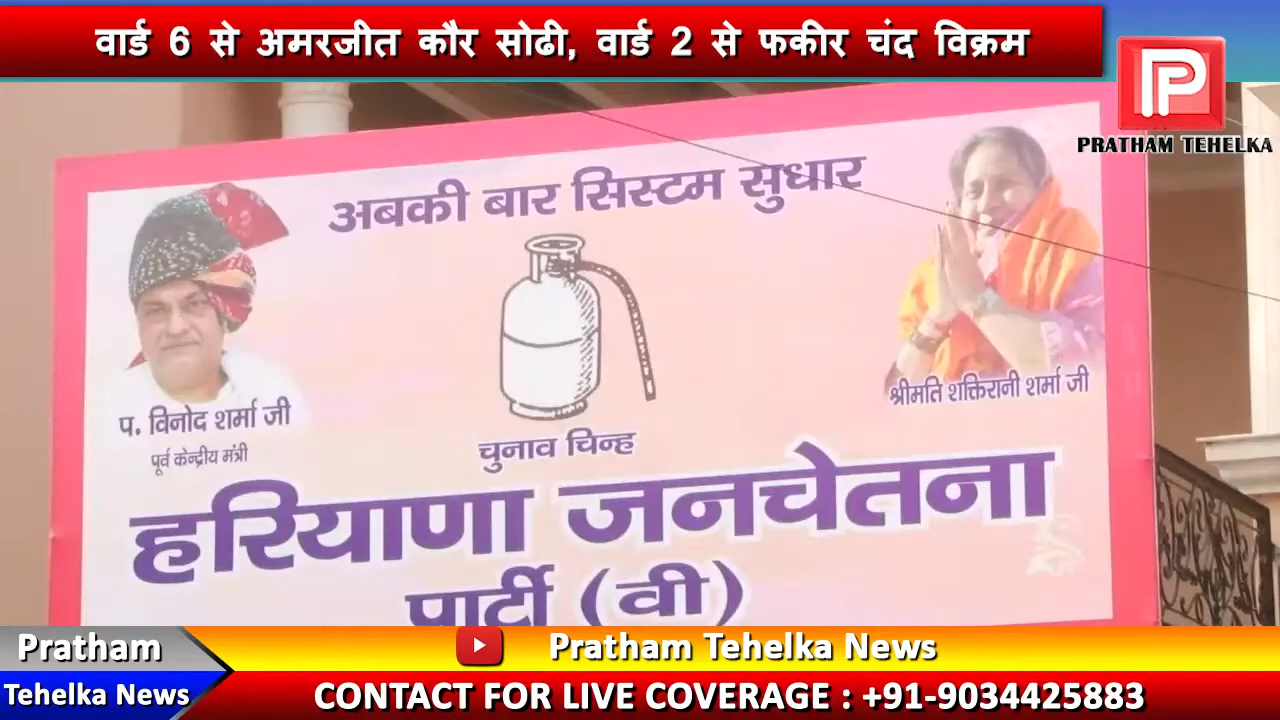 वार्ड 6 से अमरजीत कौर सोढी, वार्ड 2 से फकीर चंद विक्रम
PRATHAM TEHELKA
अबकी बार सिस्टम सुधार
प. विनोद शर्मा जी
पूर्व केन्द्रीय मंत्री
चुनाव चिन्ह
श्रीमति शक्तिरानी शर्मा जी
हरियाणा जनचेतना
पार्टी (वी)
Pratham
Tehelka News
Pratham Tehelka News
CONTACT FOR LIVE COVERAGE : +91-9034425883